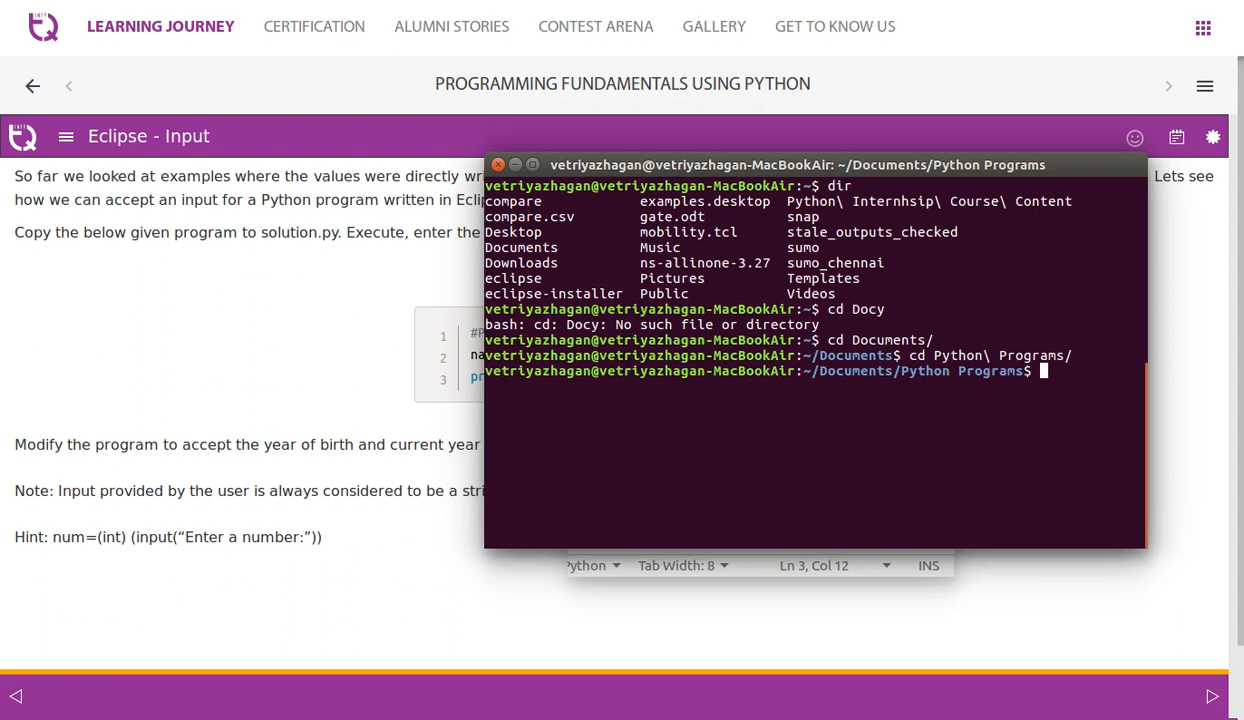 LEARNING JOURNEY CERTIFICATION ALUMNI STORIES CONTEST ARENA GALLERY GET TO KNOW US
PROGRAMMING FUNDAMENTALS USING PYTHON
Eclipse - Input
So far we looked at examples where the values were directly wr
Lets see
how we can accept an input for a Python program written in Ecli
Copy the below given program to solution.py. Execute, enter the
1 #P
2 na
3 pr
Modify the program to accept the year of birth and current year
Note: Input provided by the user is always considered to be a stri
Hint: num=(int) (input(“Enter a number:”))
vetriyazhagan@vetriyazhagan-MacBookAir: ~/Documents/Python Programs
vetriyazhagan@vetriyazhagan-MacBookAir:~$ dir
compare examples.desktop Python\ Internhsip\ Course\ Content
compare.csv gate.odt snap
Desktop mobility.tcl stale_outputs_checked
Documents Music sumo
Downloads ns-allinone-3.27 sumo_chennai
eclipse Pictures Templates
eclipse-installer Public Videos
vetriyazhagan@vetriyazhagan-MacBookAir:~$ cd Docy
bash: cd: Docy: No such file or directory
vetriyazhagan@vetriyazhagan-MacBookAir:~$ cd Documents/
vetriyazhagan@vetriyazhagan-MacBookAir:~/Documents$ cd Python\ Programs/
vetriyazhagan@vetriyazhagan-MacBookAir:~/Documents/Python Programs$
Python Tab Width: 8 Ln 3, Col 12 INS